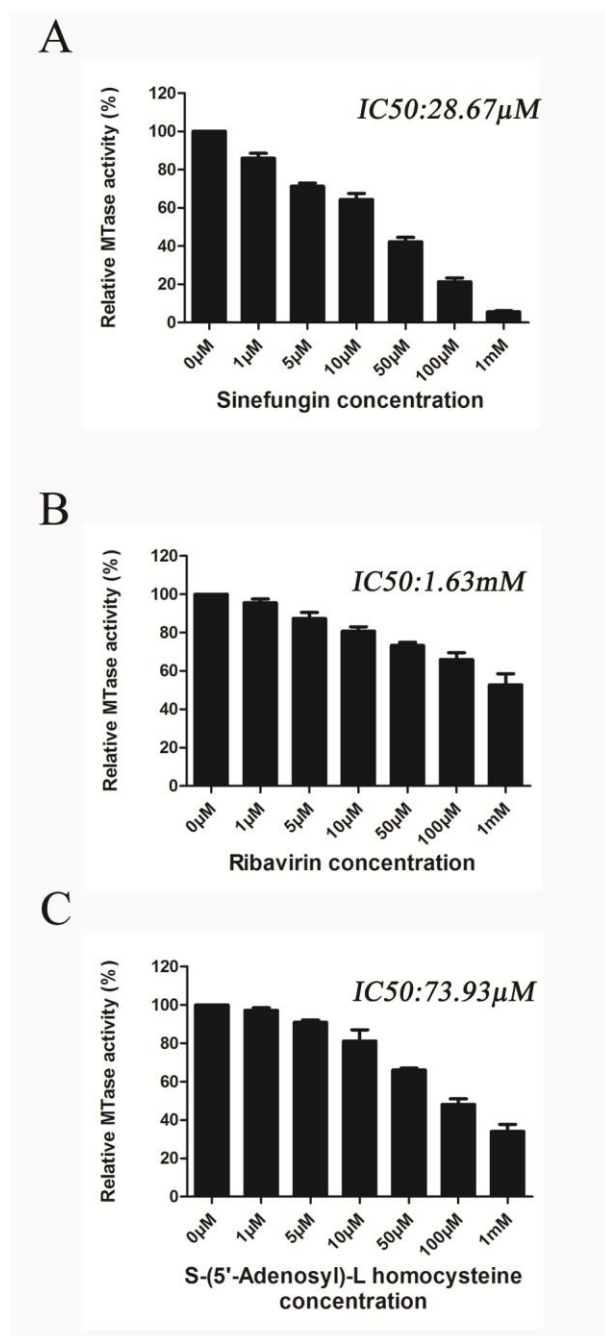 A
IC50:28.67µM
Relative MTase activity (%)
120
100
80
60
40
20
0
0µM 1µM 5µM 10µM 50µM 100µM 1mM
Sinefungin concentration
B
IC50:1.63mM
Relative MTase activity (%)
120
100
80
60
40
20
0
0µM 1µM 5µM 10µM 50µM 100µM 1mM
Ribavirin concentration
C
IC50:73.93µM
Relative MTase activity (%)
120
100
80
60
40
20
0
0µM 1µM 5µM 10µM 50µM 100µM 1mM
S-(5'-Adenosyl)-L homocysteine
concentration